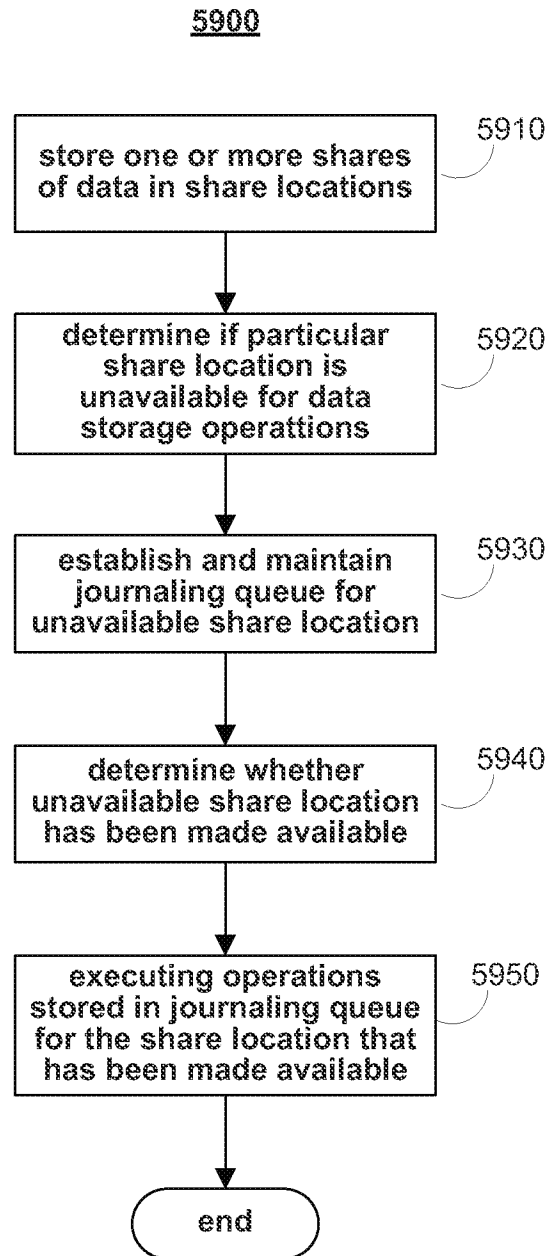 5900
store one or more shares
of data in share locations
5910
determine if particular
share location is
unavailable for data
storage operattions
5920
establish and maintain
journaling queue for
unavailable share location
5930
determine whether
unavailable share location
has been made available
5940
executing operations
stored in journaling queue
for the share location that
has been made available
5950
end